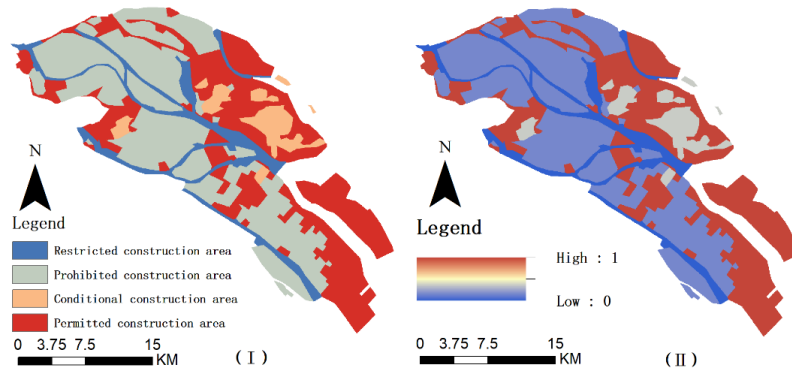 N
Legend
Restricted construction area
Prohibited construction area
Conditional construction area
Permitted construction area
0 3.75 7.5 15
KM
(Ⅰ)
N
Legend
High : 1
Low : 0
0 3.75 7.5 15
KM
(Ⅱ)